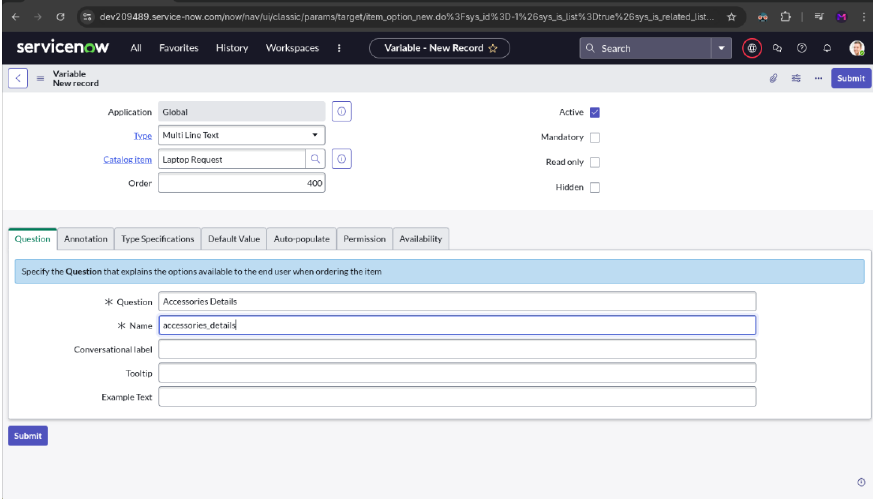 dev209489.service-now.com/now/nav/ui/classic/params/target/item_option_new.do%3Fsys_id%3D-1%26sys_is_list%3Dtrue%26sys_is_related_list...
servicenow All Favorites History Workspaces Variable - New Record Search
Variable
New record
Submit
Application Global Active
Type Multi Line Text Mandatory
Catalog item Laptop Request Read only
Order 400 Hidden
Question Annotation Type Specifications Default Value Auto-populate Permission Availability
Specify the Question that explains the options available to the end user when ordering the item
Question Accessories Details
Name accessories_details
Conversational label
Tooltip
Example Text
Submit